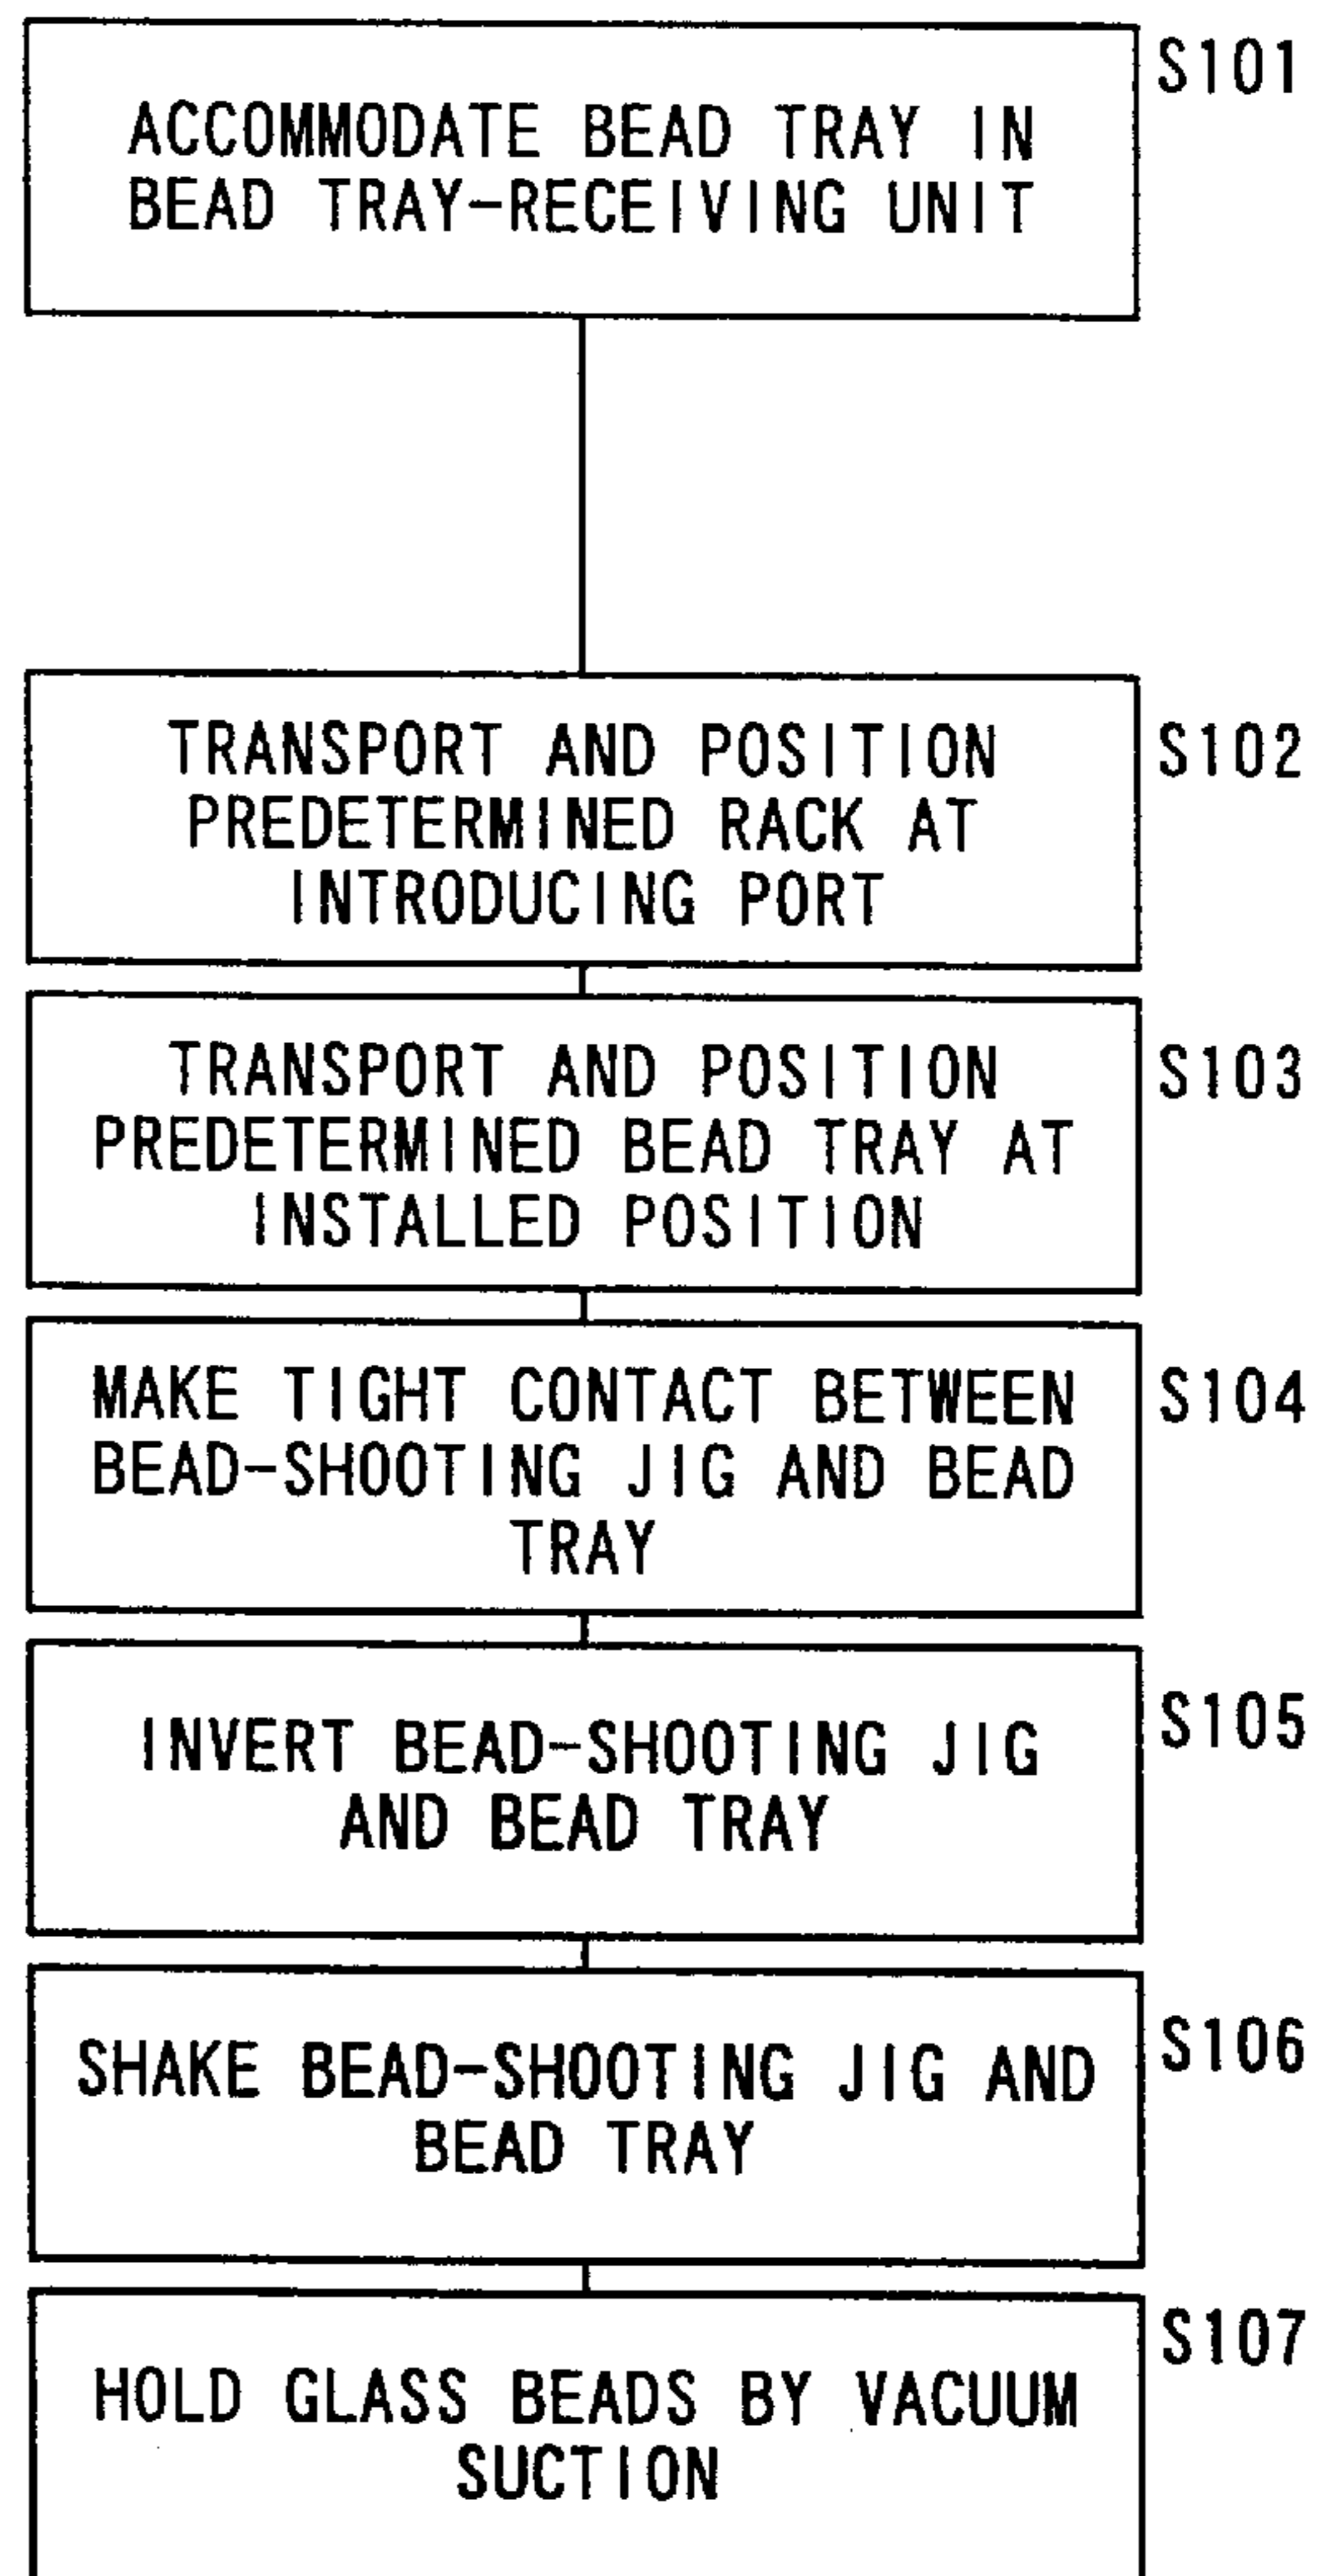 S101
ACCOMMODATE BEAD TRAY IN
BEAD TRAY-RECEIVING UNIT
S102
TRANSPORT AND POSITION
PREDETERMINED RACK AT
INTRODUCING PORT
S103
TRANSPORT AND POSITION
PREDETERMINED BEAD TRAY AT
INSTALLED POSITION
S104
MAKE TIGHT CONTACT BETWEEN
BEAD-SHOOTING JIG AND BEAD
TRAY
S105
INVERT BEAD-SHOOTING JIG
AND BEAD TRAY
S106
SHAKE BEAD-SHOOTING JIG AND
BEAD TRAY
S107
HOLD GLASS BEADS BY VACUUM
SUCTION